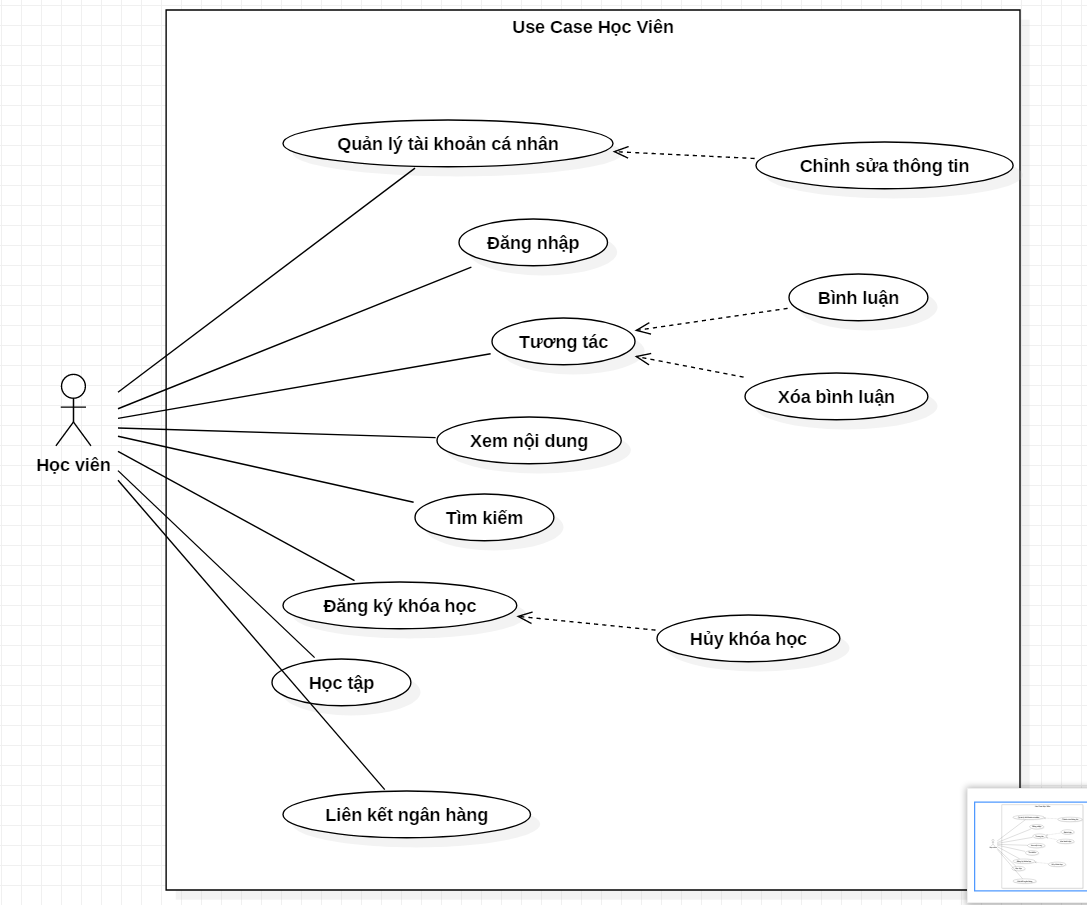 Use Case Học Viên
Quản lý tài khoản cá nhân
Chỉnh sửa thông tin
Đăng nhập
Bình luận
Tương tác
Xóa bình luận
Xem nội dung
Học viên
Tìm kiếm
Đăng ký khóa học
Hủy khóa học
Học tập
Liên kết ngân hàng